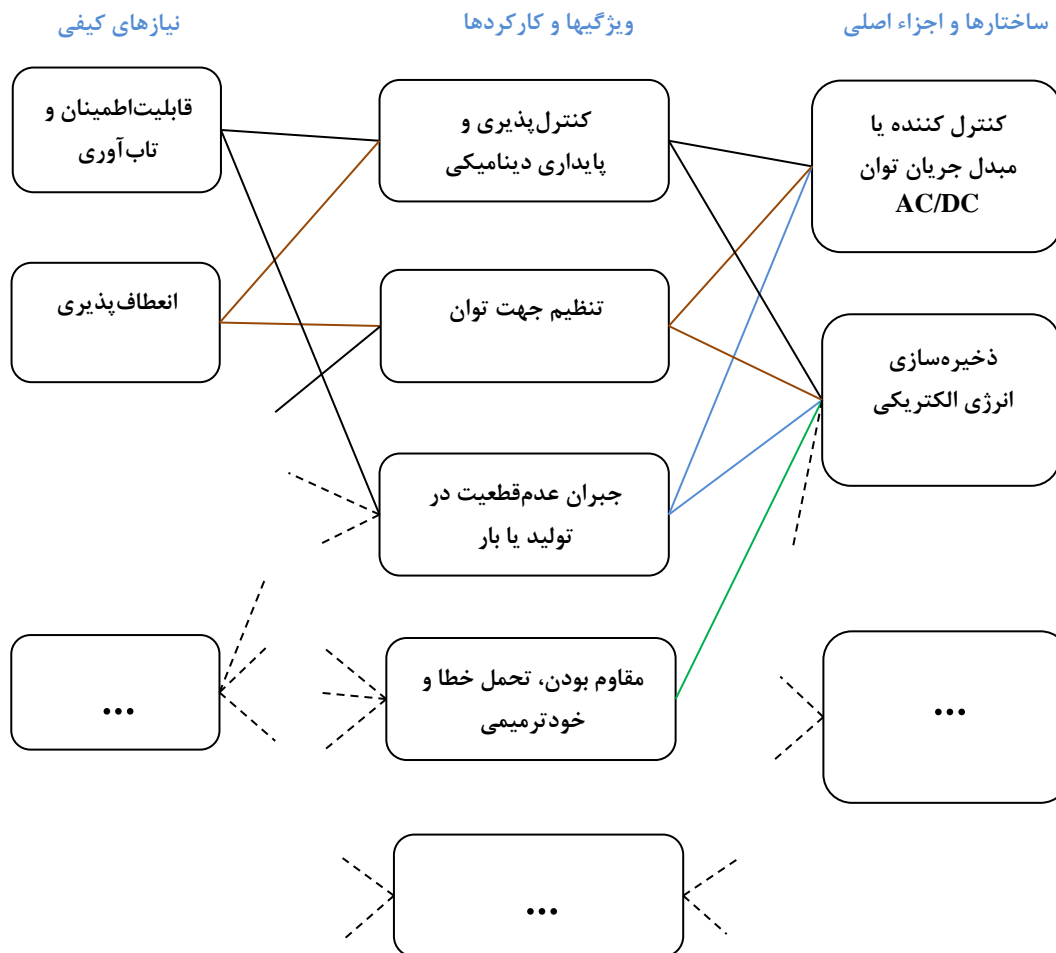 ساختارها و اجزاء اصلی
ویژگیها و کارکردها
نیازهای کیفی
کنترل کننده یا
مبدل جریان توان
AC/DC
ذخیره‌سازی
انرژی الکتریکی
...
کنترل‌پذیری و
پایداری دینامیکی
تنظیم جهت توان
جبران عدم‌قطعیت در
تولید یا بار
مقاوم بودن، تحمل خطا و
خودترمیمی
...
قابلیت‌اطمینان و
تاب‌آوری
انعطاف‌پذیری
...